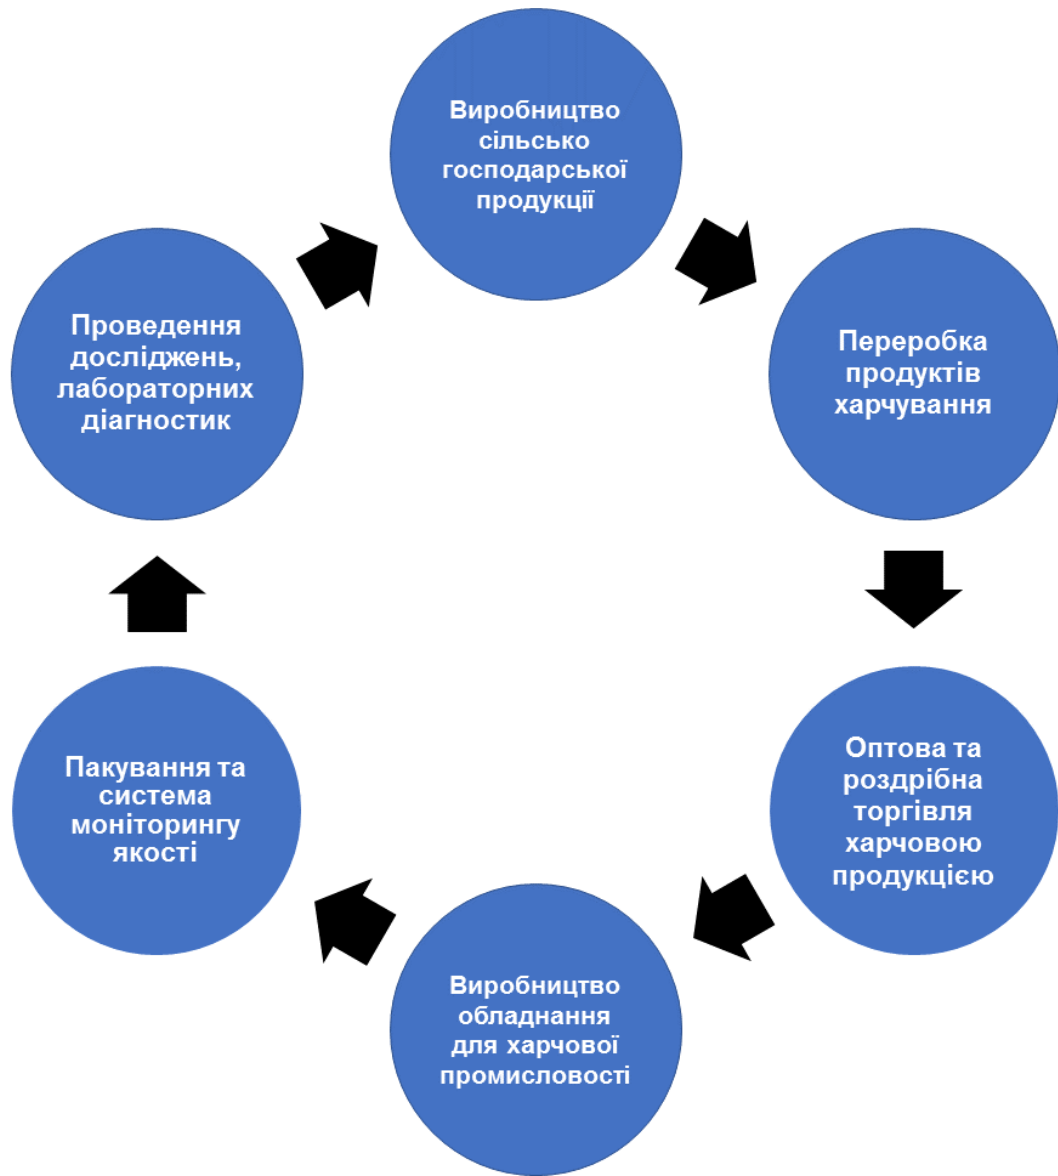 Виробництво
сільсько
господарської
продукції
Переробка
продуктів
харчування
Оптова та
роздрібна
торгівля
харчовою
продукцією
Виробництво
обладнання
для харчової
промисловості
Пакування та
система
моніторингу
якості
Проведення
досліджень,
лабораторних
діагностик